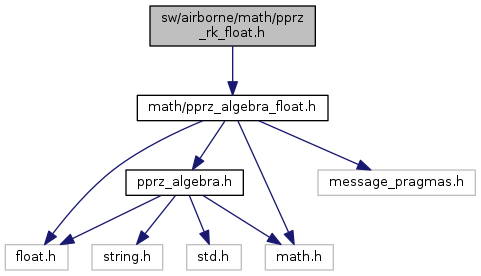 sw/airborne/math/pprz
_rk_float.h
math/pprz_algebra_float.h
pprz_algebra.h
message_pragmas.h
float.h
string.h
std.h
math.h